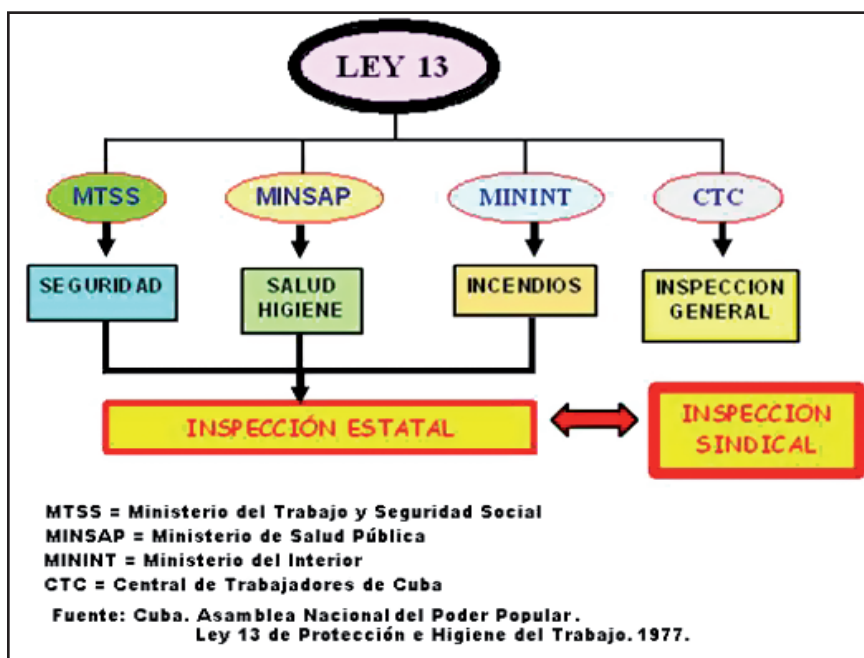 LEY 13
MTSS
MINSAP
MININT
CTC
SEGURIDAD
SALUD
HIGIENE
INCENDIOS
INSPECCION
GENERAL
INSPECCIÓN ESTATAL
INSPECCION
SINDICAL
MTSS = Ministerio del Trabajo y Seguridad Social
MINSAP = Ministerio de Salud Pública
MININT = Ministerio del Interior
CTC = Central de Trabajadores de Cuba
Fuente: Cuba. Asamblea Nacional del Poder Popular.
Ley 13 de Protección e Higiene del Trabajo. 1977.